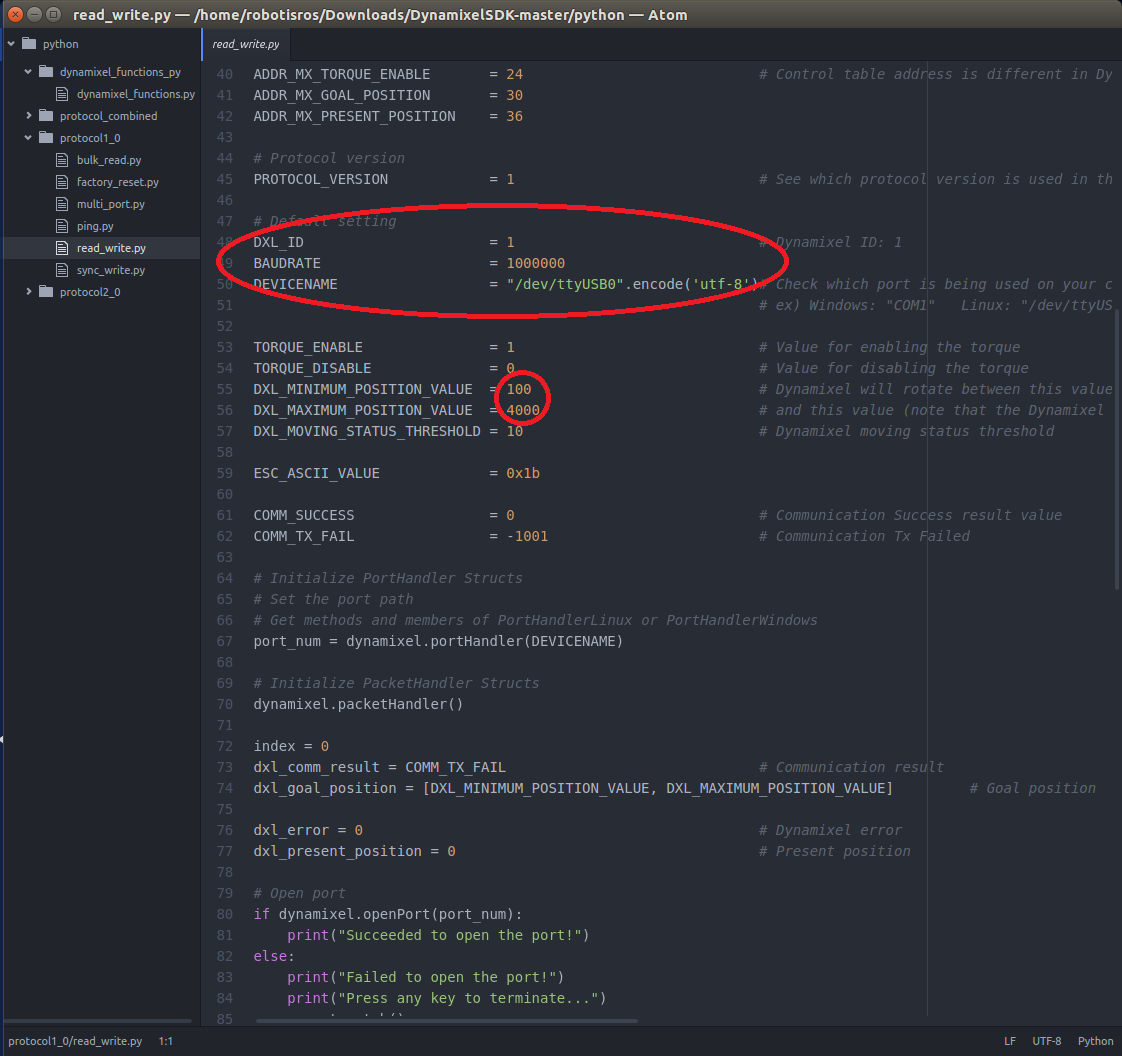 read_write.py — /home/robotisros/Downloads/DynamixelSDK-master/python — Atom
python
dynamixel_functions_py
dynamixel_functions.py
protocol_combined
protocol1_0
bulk_read.py
factory_reset.py
multi_port.py
ping.py
read_write.py
sync_write.py
protocol2_0
read_write.py
40 ADDR_MX_TORQUE_ENABLE = 24 # Control table address is different in Dy
41 ADDR_MX_GOAL_POSITION = 30
42 ADDR_MX_PRESENT_POSITION = 36
43
44 # Protocol version
45 PROTOCOL_VERSION = 1 # See which protocol version is used in th
46
47 # Default setting
48 DXL_ID = 1 # Dynamixel ID: 1
49 BAUDRATE = 1000000
50 DEVICENAME = "/dev/ttyUSB0".encode('utf-8')# Check which port is being used on your c
51 # ex) Windows: "COM1" Linux: "/dev/ttyUS
52
53 TORQUE_ENABLE = 1 # Value for enabling the torque
54 TORQUE_DISABLE = 0 # Value for disabling the torque
55 DXL_MINIMUM_POSITION_VALUE = 100 # Dynamixel will rotate between this value
56 DXL_MAXIMUM_POSITION_VALUE = 4000 # and this value (note that the Dynamixel
57 DXL_MOVING_STATUS_THRESHOLD = 10 # Dynamixel moving status threshold
58
59 ESC_ASCII_VALUE = 0x1b
60
61 COMM_SUCCESS = 0 # Communication Success result value
62 COMM_TX_FAIL = -1001 # Communication Tx Failed
63
64 # Initialize PortHandler Structs
65 # Set the port path
66 # Get methods and members of PortHandlerLinux or PortHandlerWindows
67 port_num = dynamixel.portHandler(DEVICENAME)
68
69 # Initialize PacketHandler Structs
70 dynamixel.packetHandler()
71
72 index = 0
73 dxl_comm_result = COMM_TX_FAIL # Communication result
74 dxl_goal_position = [DXL_MINIMUM_POSITION_VALUE, DXL_MAXIMUM_POSITION_VALUE] # Goal position
75
76 dxl_error = 0 # Dynamixel error
77 dxl_present_position = 0 # Present position
78
79 # Open port
80 if dynamixel.openPort(port_num):
81 print("Succeeded to open the port!")
82 else:
83 print("Failed to open the port!")
84 print("Press any key to terminate...")
85
protocol1_0/read_write.py 1:1 LF UTF-8 Python